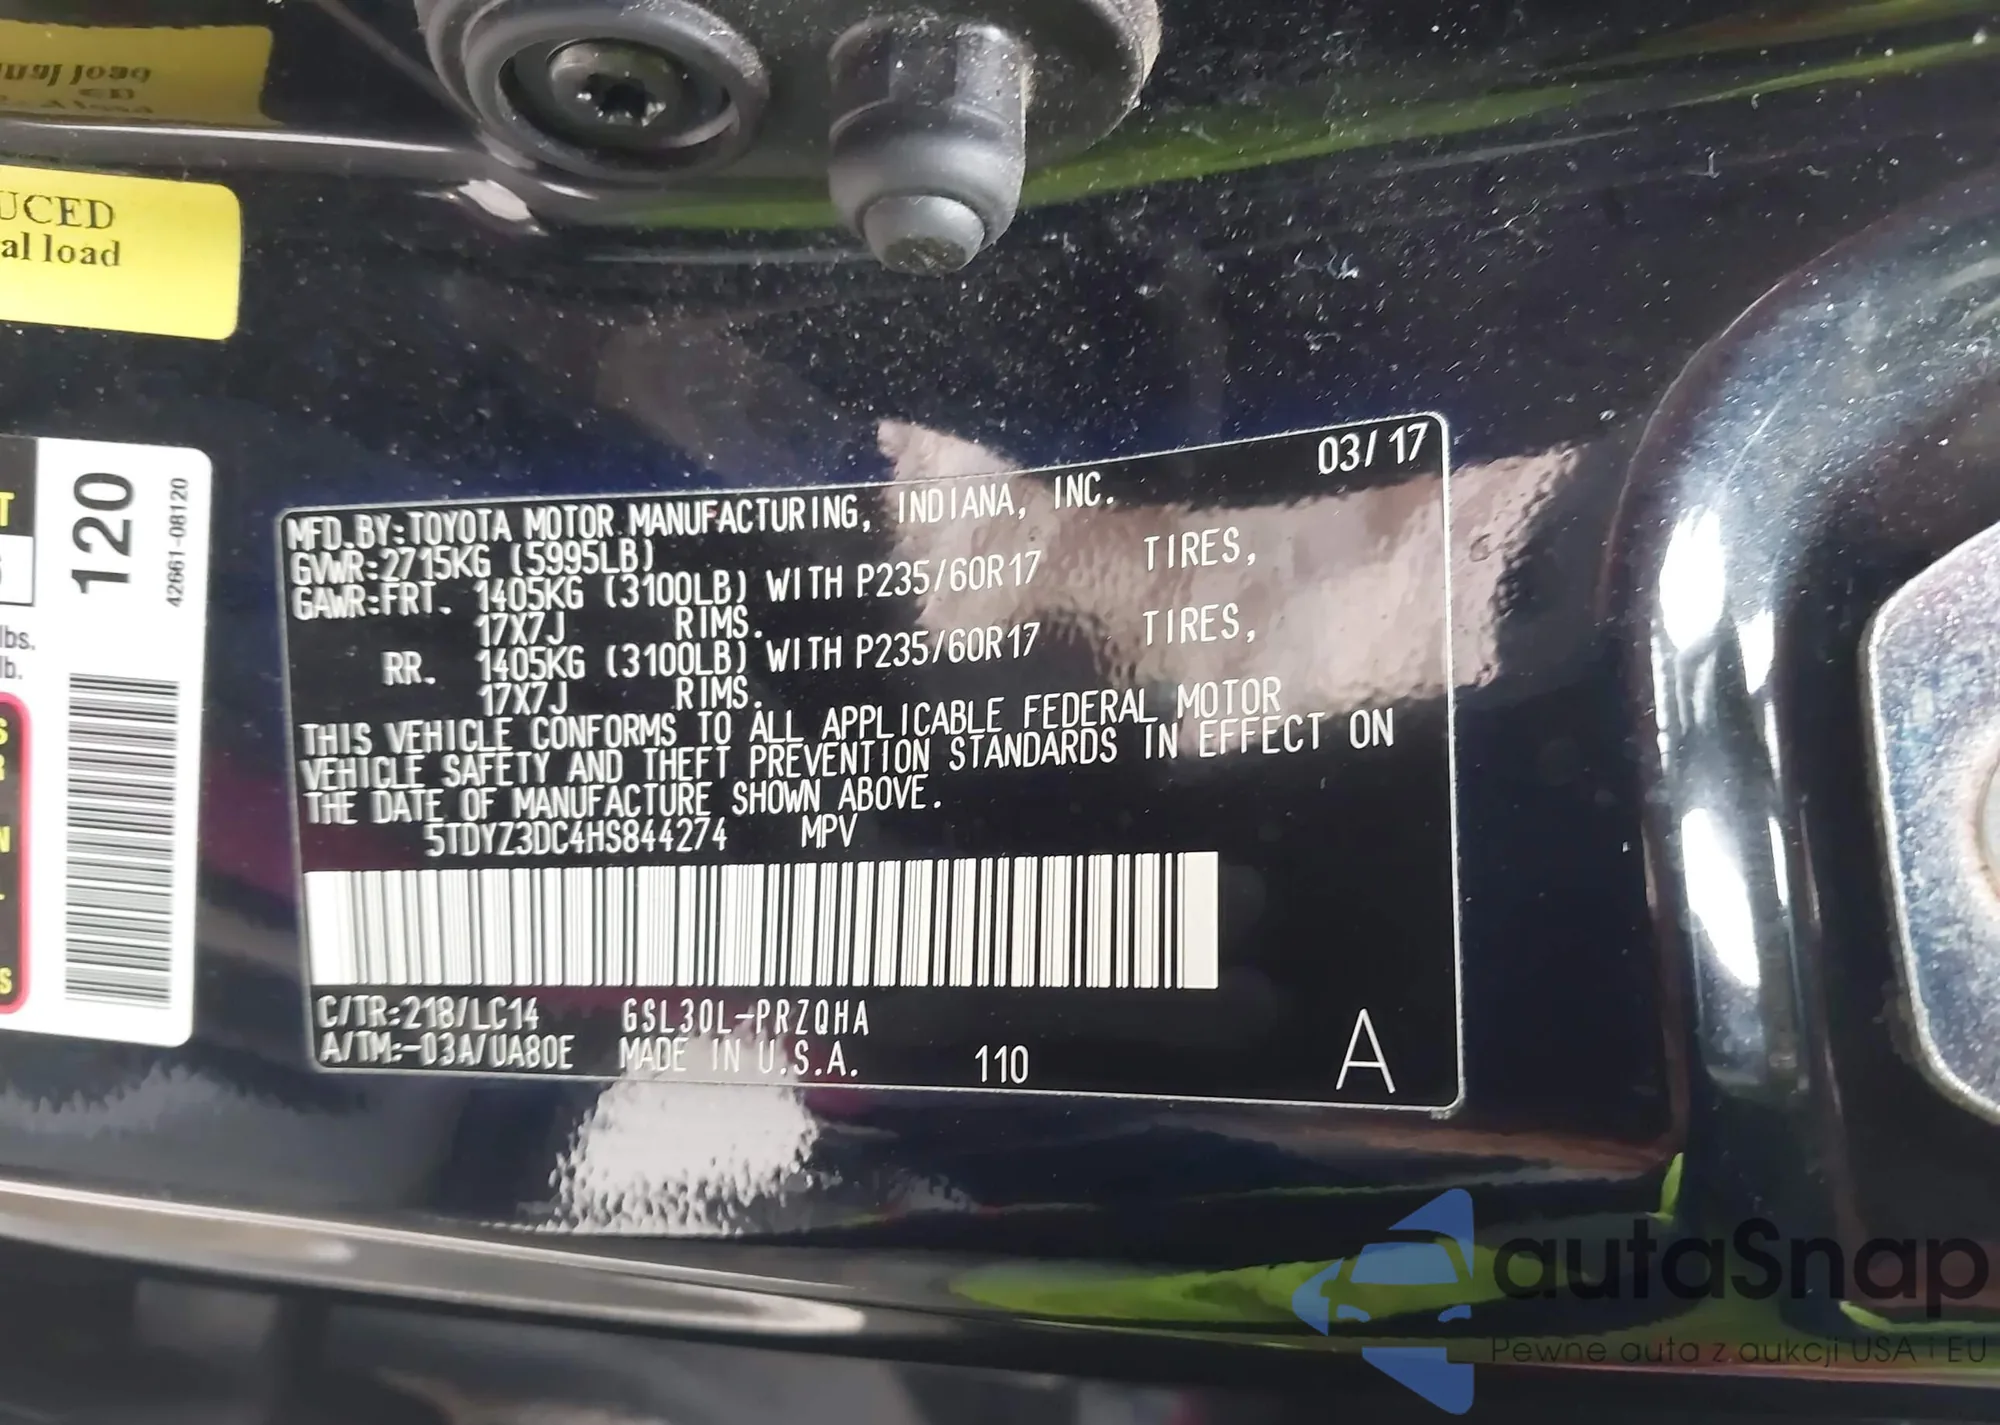 UCED
al load
120
42661-08120
lbs.
lb.
03/17
MFD.BY:TOYOTA MOTOR MANUFACTURING, INDIANA, INC.
GVWR:2715KG (5995LB)
GAWR:FRT. 1405KG (3100LB) WITH P235/60R17 TIRES,
17X7J RIMS.
RR. 1405KG (3100LB) WITH P235/60R17 TIRES,
17X7J RIMS.
THIS VEHICLE CONFORMS TO ALL APPLICABLE FEDERAL MOTOR
VEHICLE SAFETY AND THEFT PREVENTION STANDARDS IN EFFECT ON
THE DATE OF MANUFACTURE SHOWN ABOVE.
5TDYZ3DC4HS844274 MPV
C/TR:218/LC14 GSL30L-PRZQHA
A/TM:-03A/UA80E MADE IN U.S.A. 110 A
autaSnap
Pewne auta z aukcji USA i EU